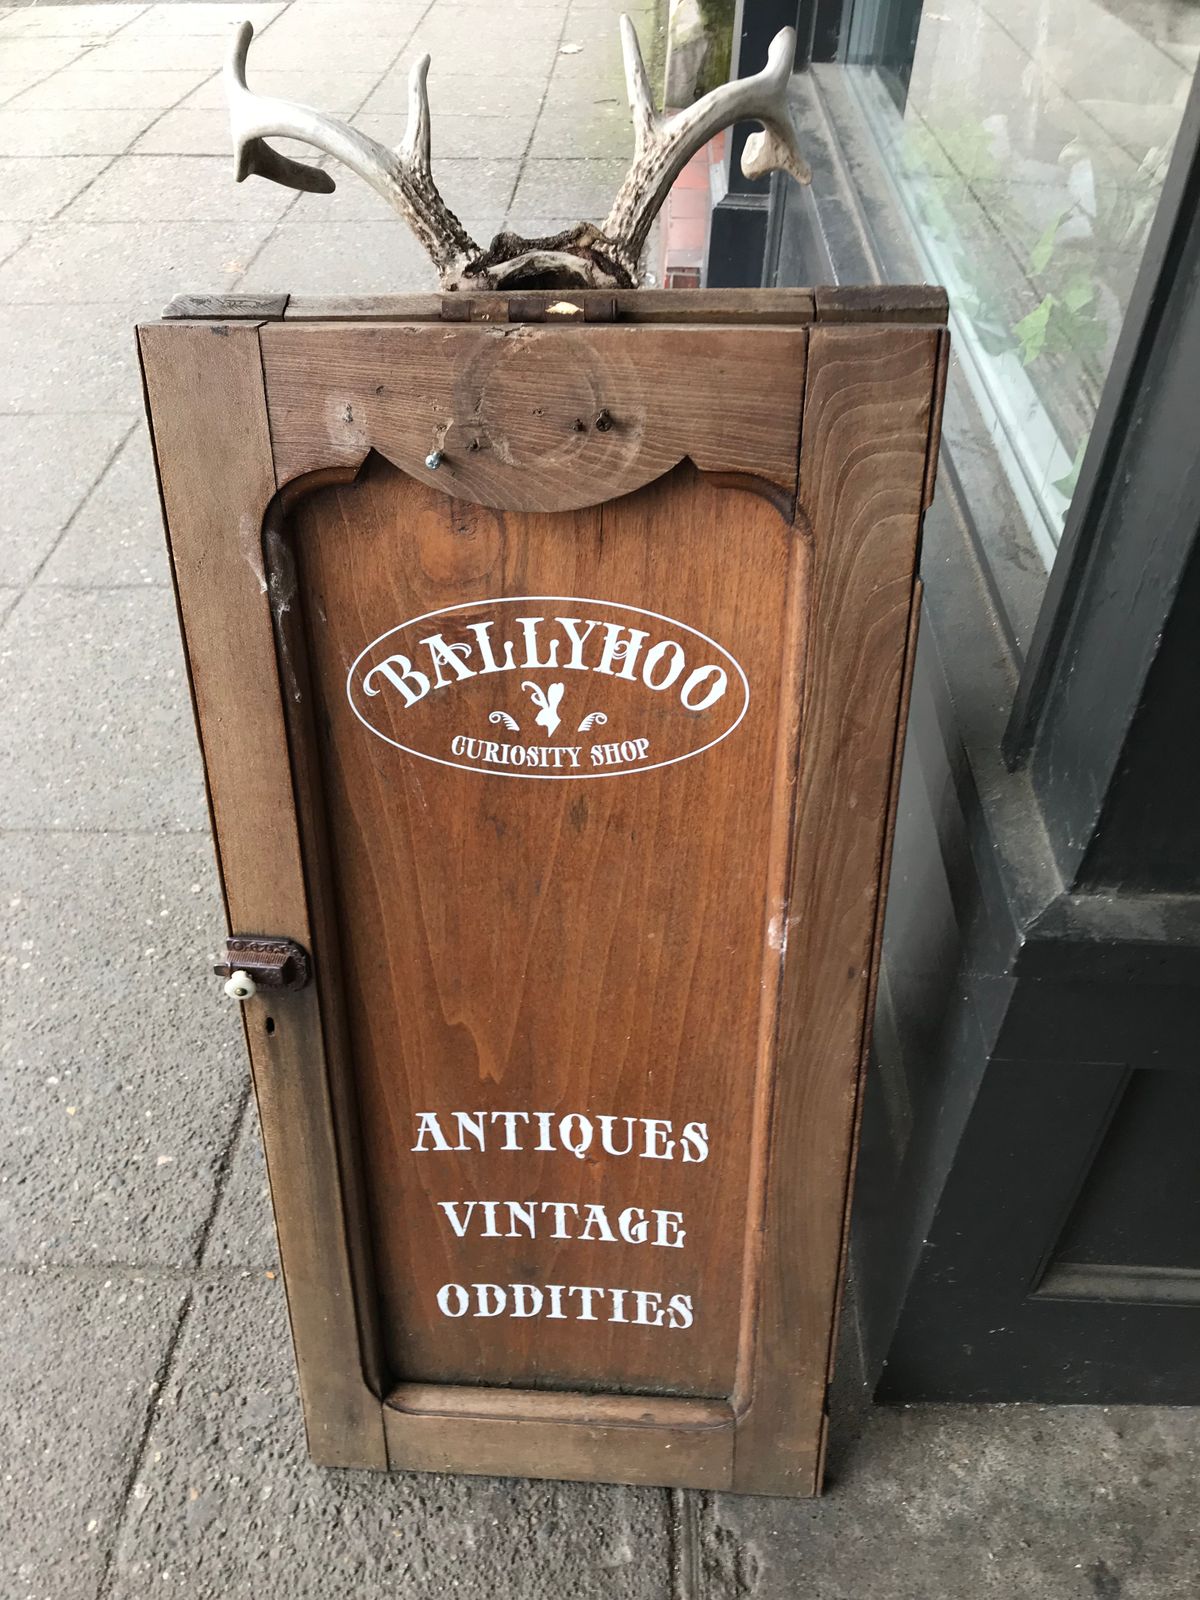 BALLYHOO
CURIOSITY SHOP
ANTIQUES
VINTAGE
ODDITIES